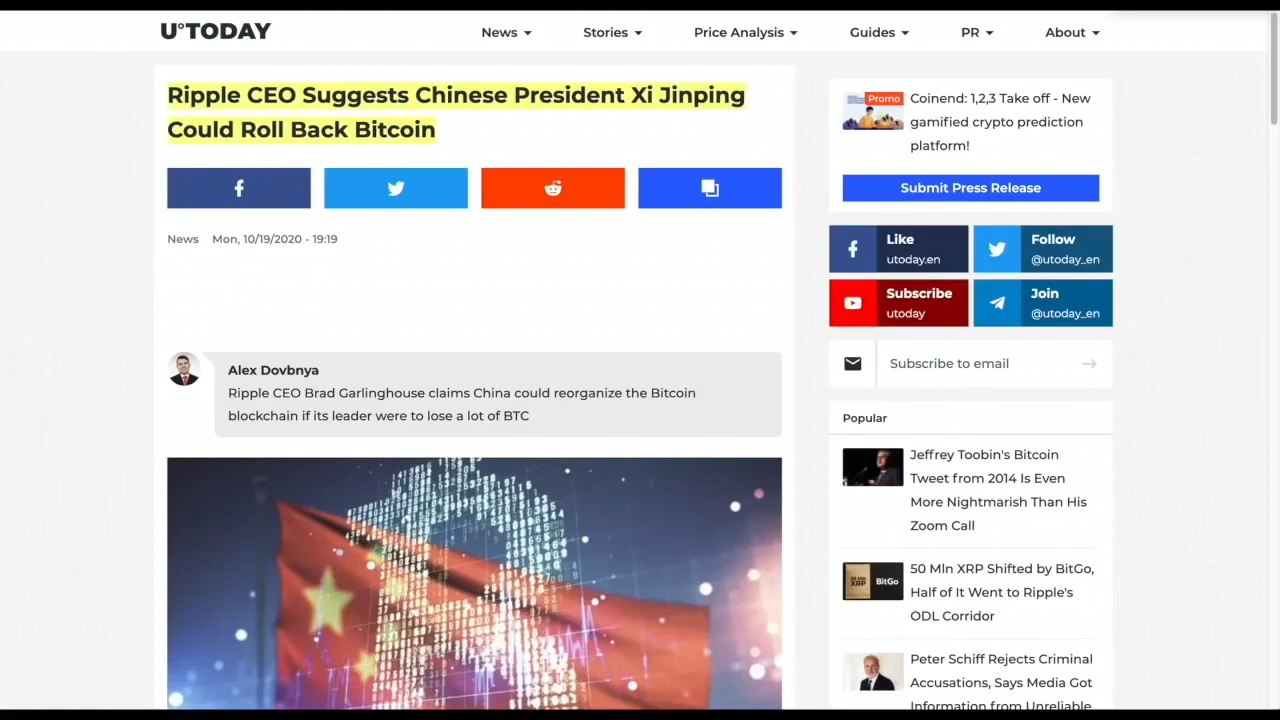 U°TODAY
News
Stories
Price Analysis
Guides
PR
About
Ripple CEO Suggests Chinese President Xi Jinping
Could Roll Back Bitcoin
News Mon, 10/19/2020 - 19:19
Alex Dovbnya
Ripple CEO Brad Garlinghouse claims China could reorganize the Bitcoin
blockchain if its leader were to lose a lot of BTC
Promo
Coinend: 1,2,3 Take off - New
gamified crypto prediction
platform!
Submit Press Release
Like
utoday.en
Follow
@utoday_en
Subscribe
utoday
Join
@utoday_en
Subscribe to email
Popular
Jeffrey Toobin's Bitcoin
Tweet from 2014 Is Even
More Nightmarish Than His
Zoom Call
BitGo
50 Mln XRP Shifted by BitGo,
Half of It Went to Ripple's
ODL Corridor
Peter Schiff Rejects Criminal
Accusations, Says Media Got
Information from Unreliable